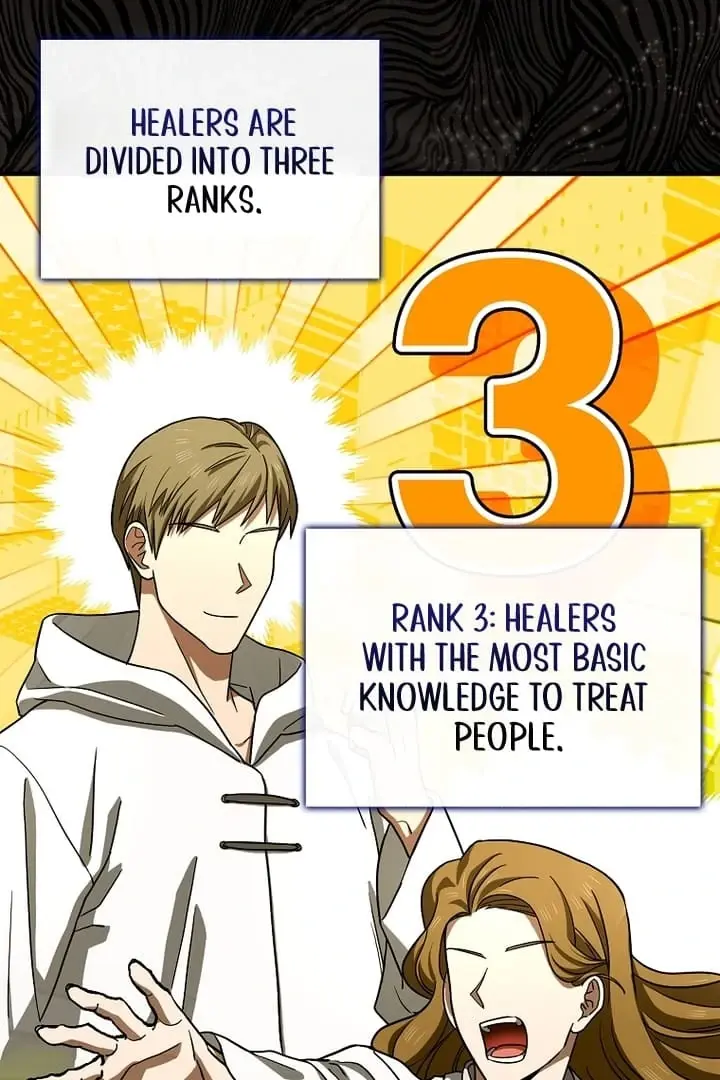 HEALERS ARE
DIVIDED INTO THREE
RANKS.
3
RANK 3: HEALERS
WITH THE MOST BASIC
KNOWLEDGE TO TREAT
PEOPLE.